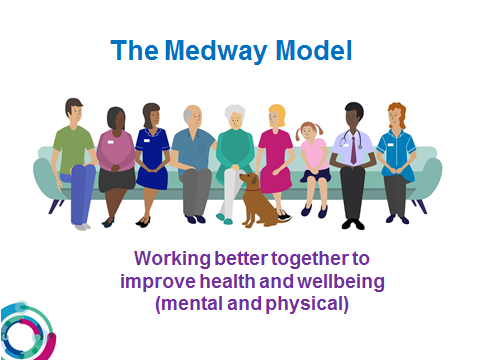 The Medway Model
Working better together to
improve health and wellbeing
(mental and physical)